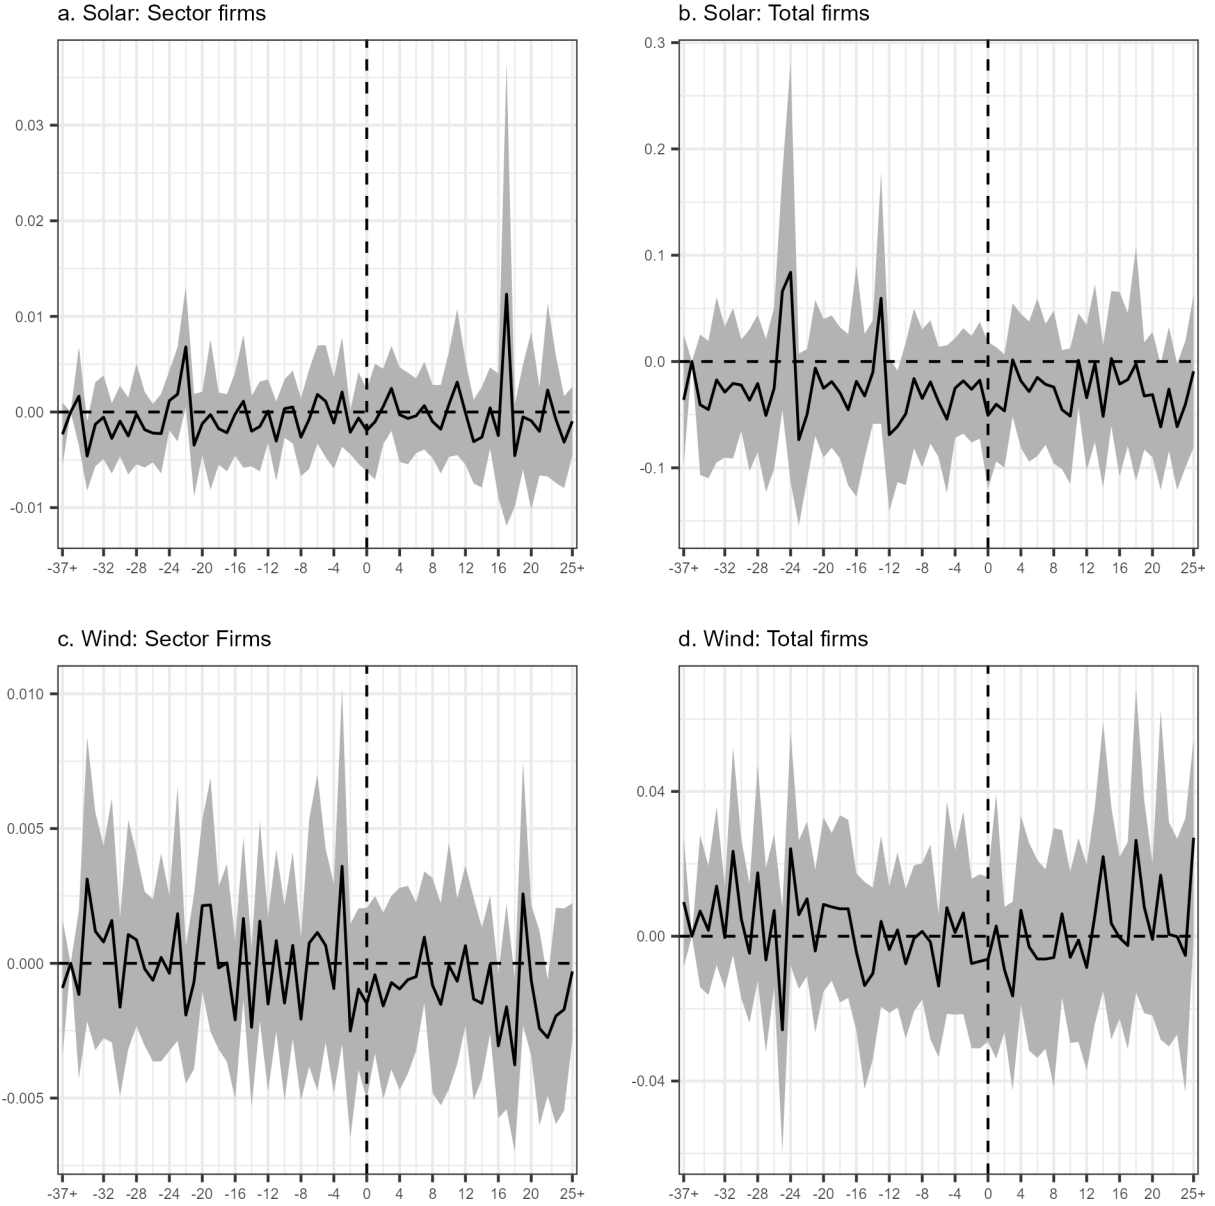 a. Solar: Sector firms
0.03
0.02
0.01
0.00
-0.01
-37+ -32 -28 -24 -20 -16 -12 -8 -4 0 4 8 12 16 20 25+
b. Solar: Total firms
0.3
0.2
0.1
0.0
-0.1
-37+ -32 -28 -24 -20 -16 -12 -8 -4 0 4 8 12 16 20 25+
c. Wind: Sector Firms
0.010
0.005
0.000
-0.005
-37+ -32 -28 -24 -20 -16 -12 -8 -4 0 4 8 12 16 20 25+
d. Wind: Total firms
0.04
0.00
-0.04
-37+ -32 -28 -24 -20 -16 -12 -8 -4 0 4 8 12 16 20 25+